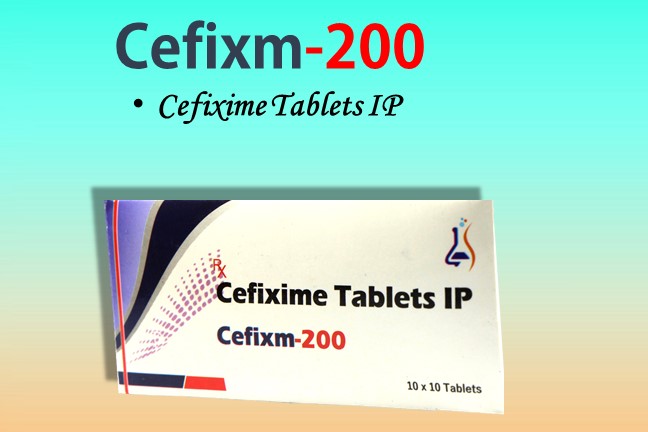 Cefixm-200
• Cefixime Tablets IP
Rx
Cefixime Tablets IP
Cefixm-200
10 x 10 Tablets